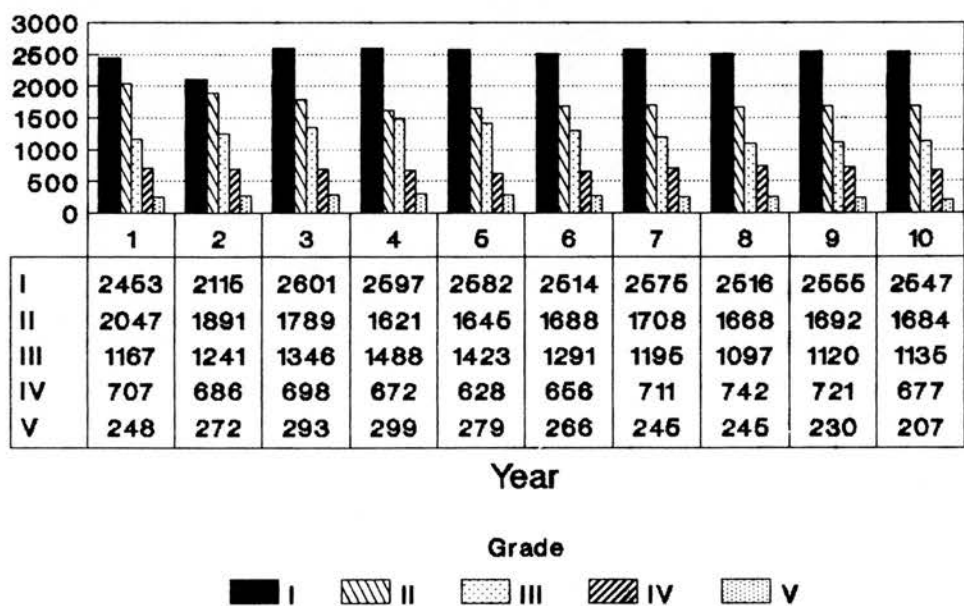 3000
2500
2000
1500
1000
500
0
1 2 3 4 5 6 7 8 9 10
I 2453 2115 2601 2597 2582 2514 2575 2516 2555 2547
II 2047 1891 1789 1621 1645 1688 1708 1668 1692 1684
III 1167 1241 1346 1488 1423 1291 1195 1097 1120 1135
IV 707 686 698 672 628 656 711 742 721 677
V 248 272 293 299 279 266 245 245 230 207
Year
Grade
I II III IV V